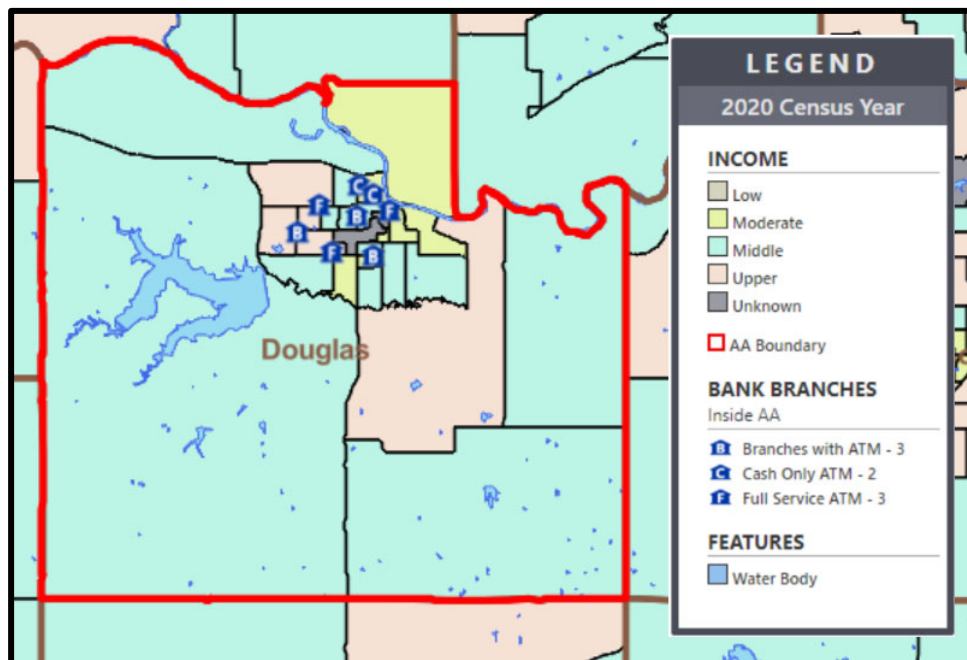 LEGEND
2020 Census Year
INCOME
Low
Moderate
Middle
Upper
Unknown
AA Boundary
BANK BRANCHES
Inside AA
B Branches with ATM - 3
C Cash Only ATM - 2
F Full Service ATM - 3
FEATURES
Water Body
C
C
F
F
B
B
F
B
Douglas